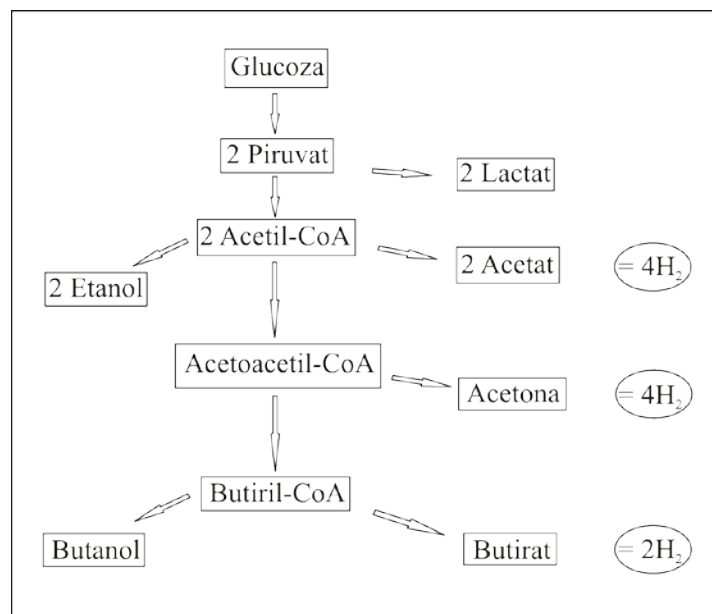 Glucoza
2 Piruvat
2 Lactat
2 Acetil-CoA
2 Etanol
2 Acetat
= 4H₂
Acetoacetil-CoA
Acetona
= 4H₂
Butiril-CoA
Butanol
Butirat
= 2H₂